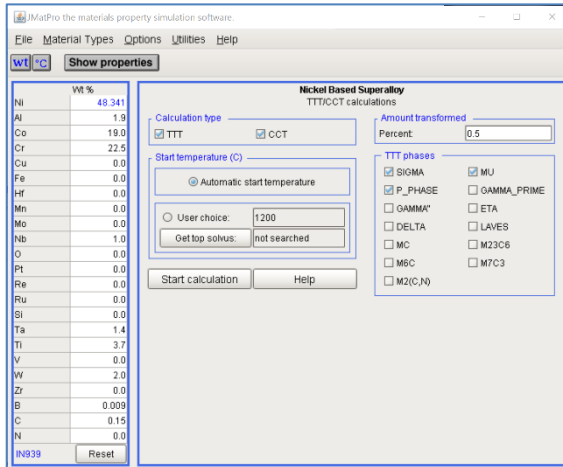 JMatPro the materials property simulation software.
File Material Types Options Utilities Help
wt °C Show properties
Wt %
Ni 48.341
Al 1.9
Co 19.0
Cr 22.5
Cu 0.0
Fe 0.0
Hf 0.0
Mn 0.0
Mo 0.0
Nb 1.0
O 0.0
Pt 0.0
Re 0.0
Ru 0.0
Si 0.0
Ta 1.4
Ti 3.7
V 0.0
W 2.0
Zr 0.0
B 0.009
C 0.15
N 0.0
IN939 Reset
Nickel Based Superalloy
TTT/CCT calculations
Calculation type
TTT CCT
Start temperature (C)
Automatic start temperature
User choice: 1200
Get top solvus: not searched
Start calculation Help
Amount transformed
Percent: 0.5
TTT phases
SIGMA MU
P_PHASE GAMMA_PRIME
GAMMA" ETA
DELTA LAVES
MC M23C6
M6C M7C3
M2(C,N)